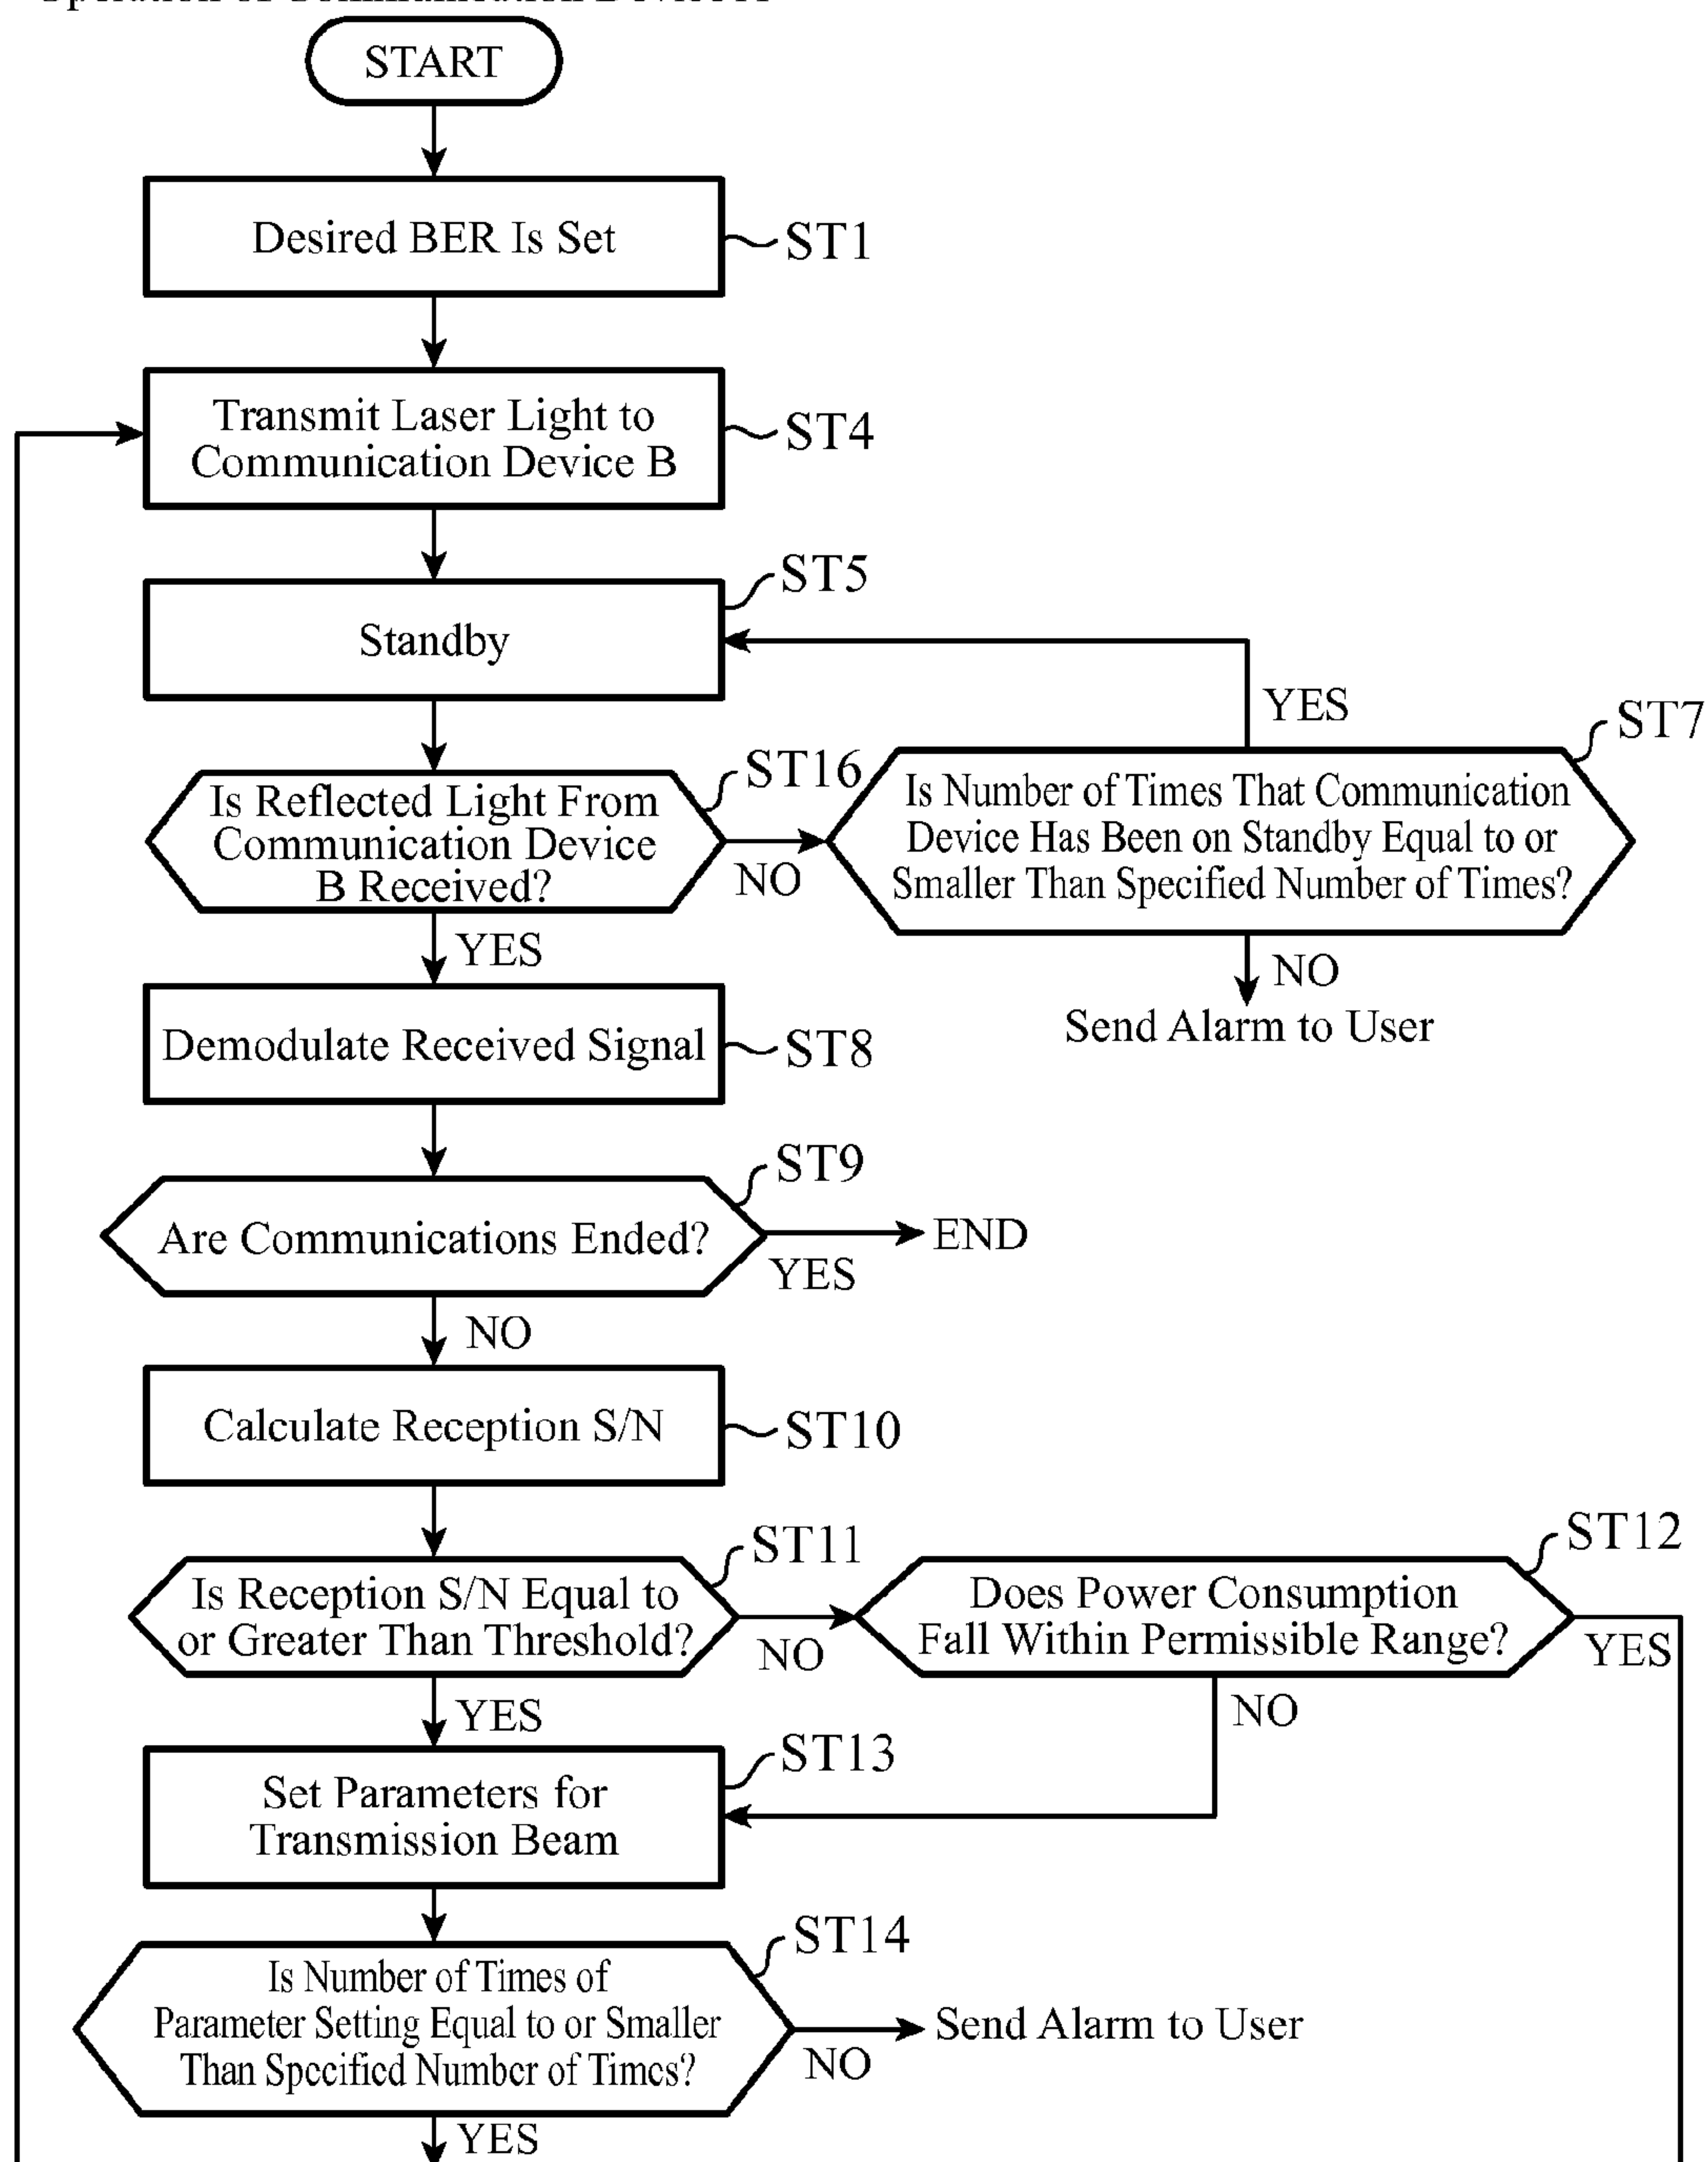 START
Desired BER Is Set
ST1
Transmit Laser Light to
Communication Device B
ST4
ST5
Standby
YES
ST7
ST16
Is Reflected Light From
Communication Device
B Received?
NO
Is Number of Times That Communication
Device Has Been on Standby Equal to or
Smaller Than Specified Number of Times?
YES
NO
Send Alarm to User
Demodulate Received Signal
ST8
ST9
Are Communications Ended?
END
YES
NO
Calculate Reception S/N
ST10
ST11
ST12
Is Reception S/N Equal to
or Greater Than Threshold?
NO
Does Power Consumption
Fall Within Permissible Range?
YES
YES
NO
ST13
Set Parameters for
Transmission Beam
ST14
Is Number of Times of
Parameter Setting Equal to or Smaller
Than Specified Number of Times?
Send Alarm to User
NO
YES